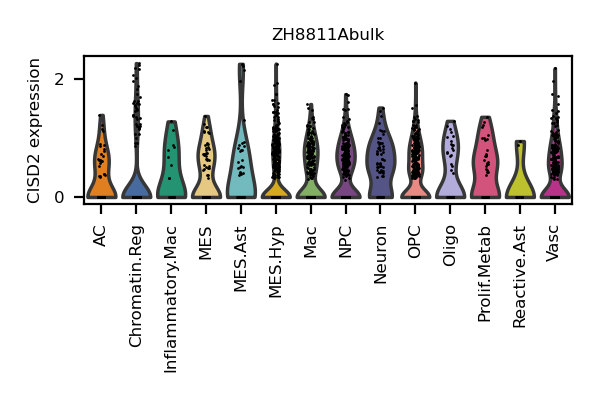 ZH8811Abulk
CISD2 expression
2
0
AC
Chromatin.Reg
Inflammatory.Mac
MES
MES.Ast
MES.Hyp
Mac
NPC
Neuron
OPC
Oligo
Prolif.Metab
Reactive.Ast
Vasc